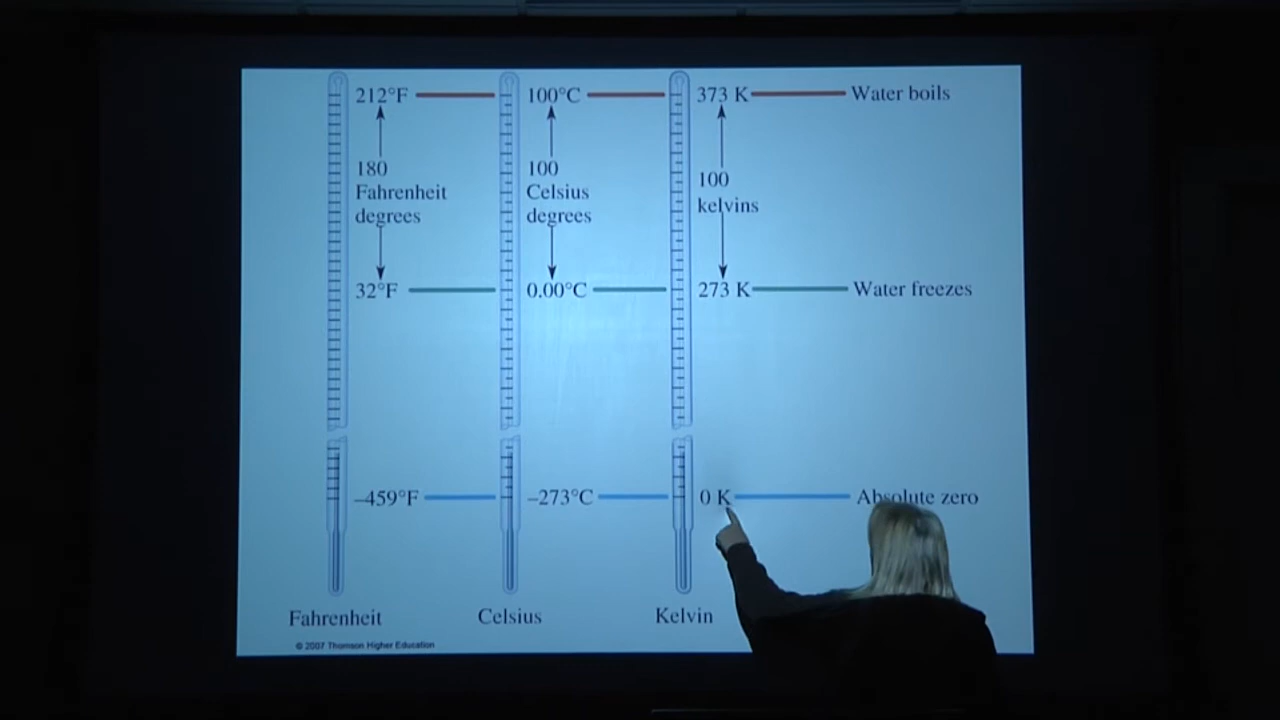 212°F
100°C
373 K
Water boils
180
Fahrenheit
degrees
100
Celsius
degrees
100
kelvins
32°F
0.00°C
273 K
Water freezes
–459°F
–273°C
0 K
Absolute zero
Fahrenheit
Celsius
Kelvin
© 2007 Thomson Higher Education